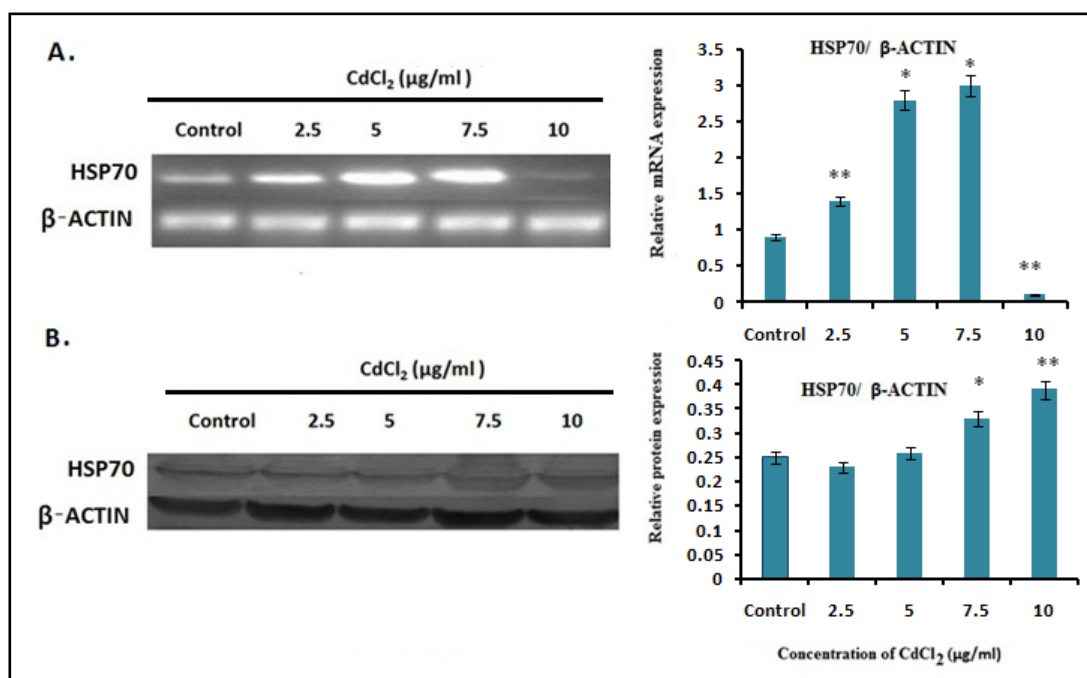 A.
CdCl₂ (μg/ml)
Control 2.5 5 7.5 10
HSP70
β-ACTIN
HSP70/ β-ACTIN
Relative mRNA expression
3.5
3
2.5
2
1.5
1
0.5
0
**
*
*
**
Control 2.5 5 7.5 10
B.
CdCl₂ (μg/ml)
Control 2.5 5 7.5 10
HSP70
β-ACTIN
HSP70/ β-ACTIN
Relative protein expression
0.45
0.4
0.35
0.3
0.25
0.2
0.15
0.1
0.05
0
*
**
Control 2.5 5 7.5 10
Concentration of CdCl₂ (μg/ml)